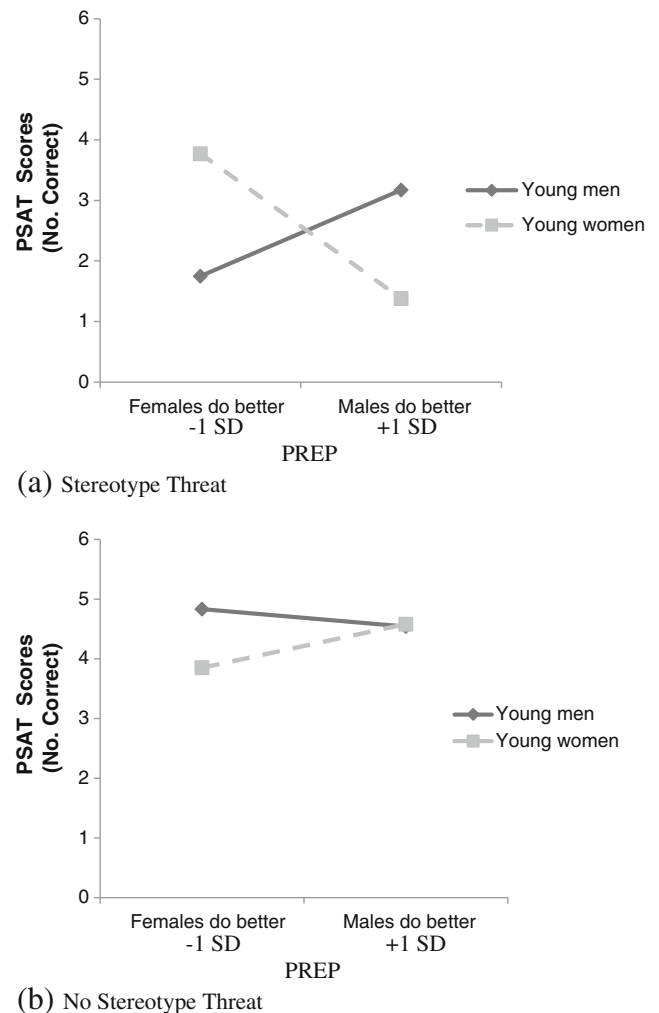 6
5
4
3
2
1
0
PSAT Scores
(No. Correct)
Young men
Young women
Females do better
-1 SD
Males do better
+1 SD
PREP
(a) Stereotype Threat
6
5
4
3
2
1
0
PSAT Scores
(No. Correct)
Young men
Young women
Females do better
-1 SD
Males do better
+1 SD
PREP
(b) No Stereotype Threat